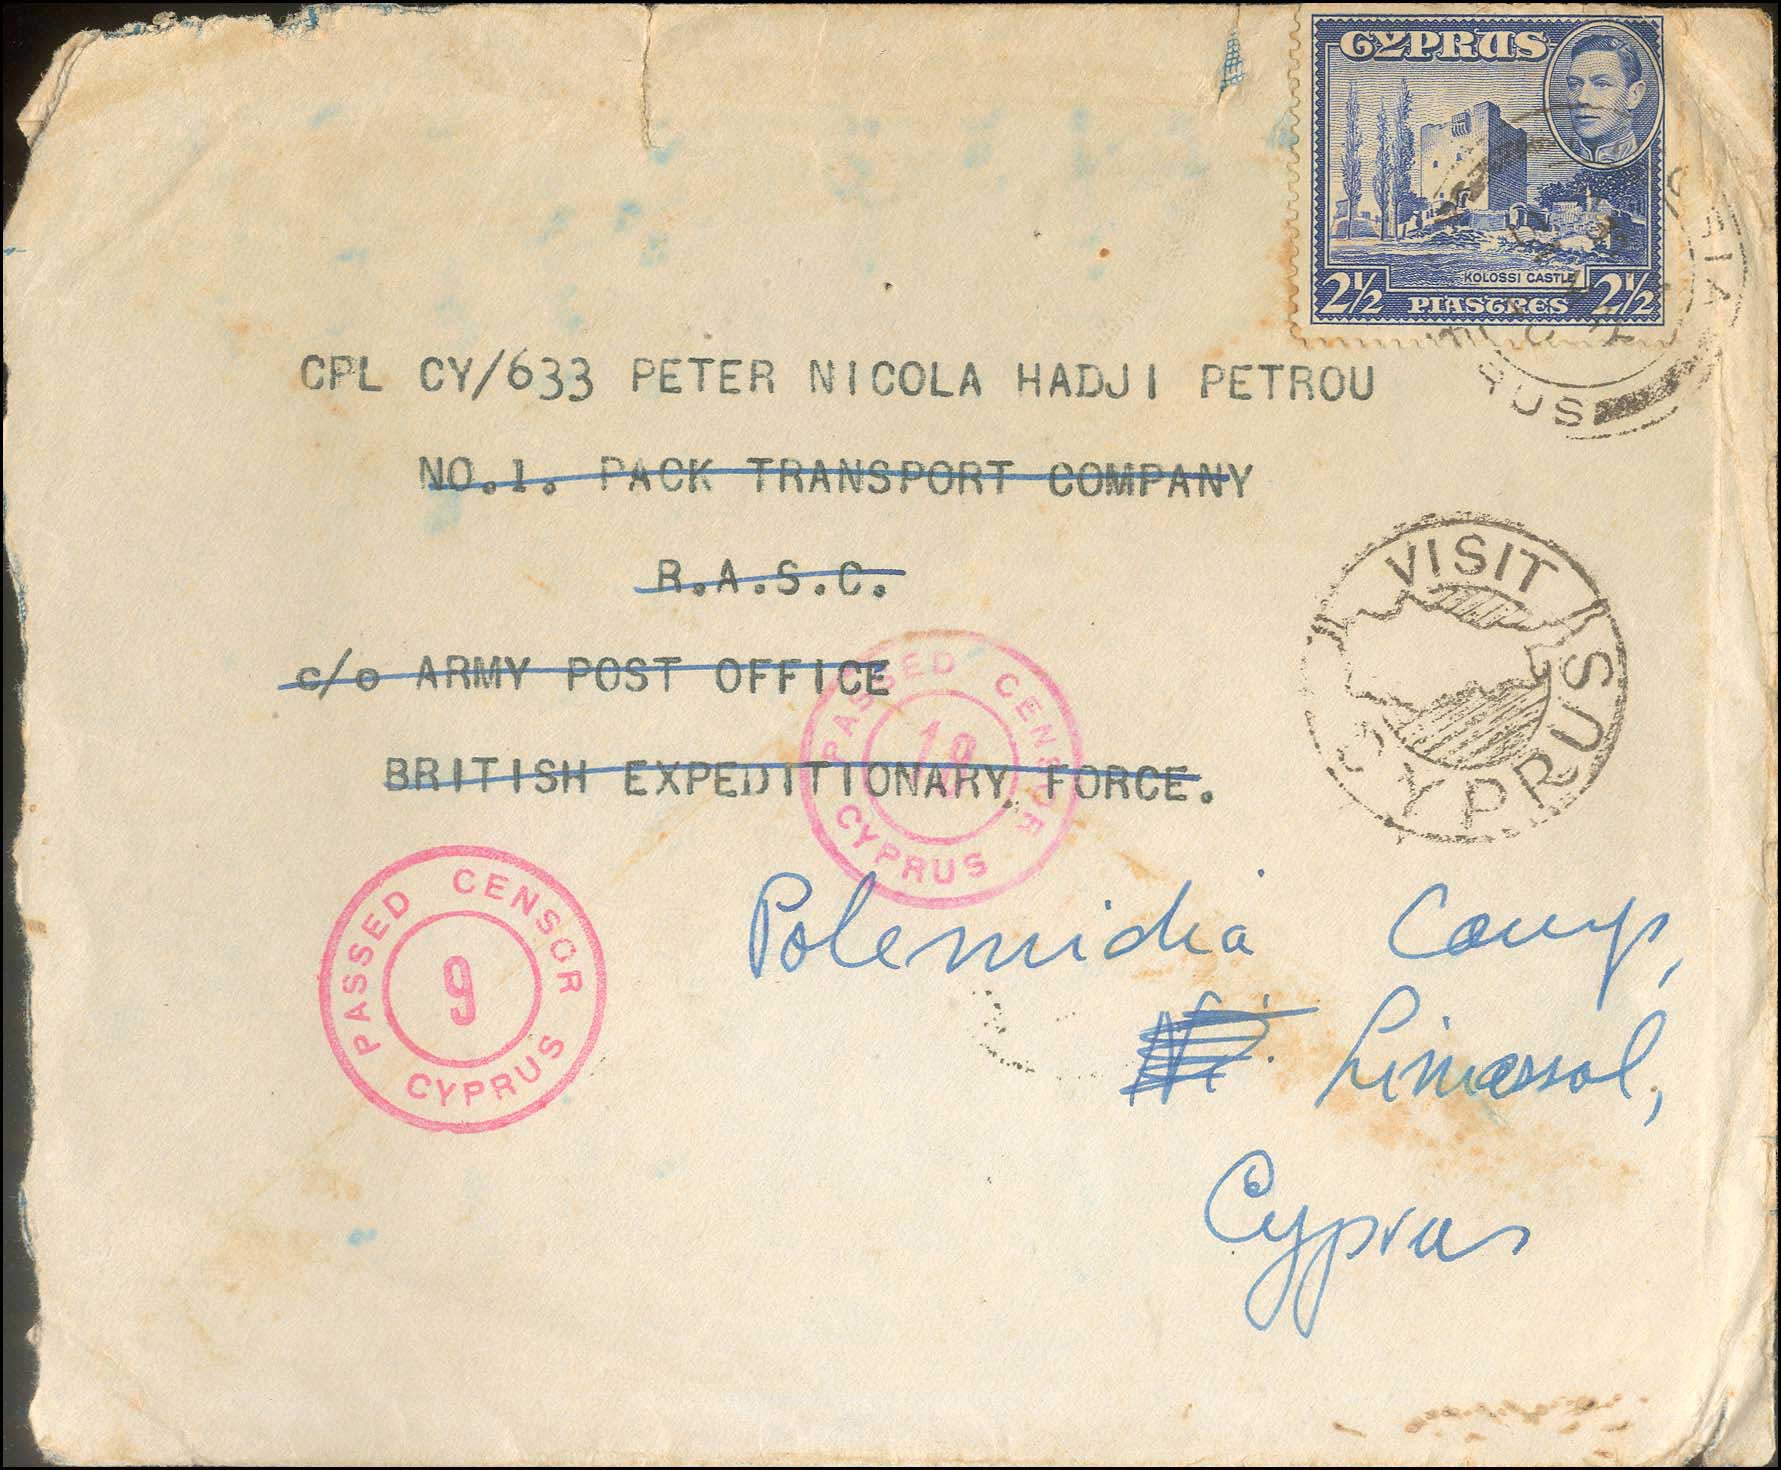 CYPRUS
KOLOSSI CASTLE
2½ PIASTRES 2½
CPL CY/633 PETER NICOLA HADJI PETROU
NO.1. PACK TRANSPORT COMPANY
R.A.S.C.
c/o ARMY POST OFFICE
BRITISH EXPEDITIONARY FORCE.
VISIT CYPRUS
PASSED CENSOR CYPRUS
PASSED CENSOR
9
CYPRUS
Polemidia Camp,
Limassol,
Cyprus